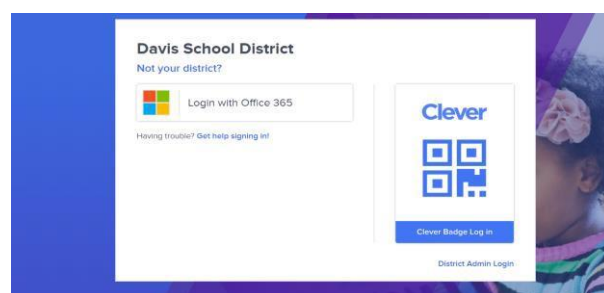 Davis School District
Not your district?
Login with Office 365
Having trouble? Get help signing in!
Clever
Clever Badge Log in
District Admin Login